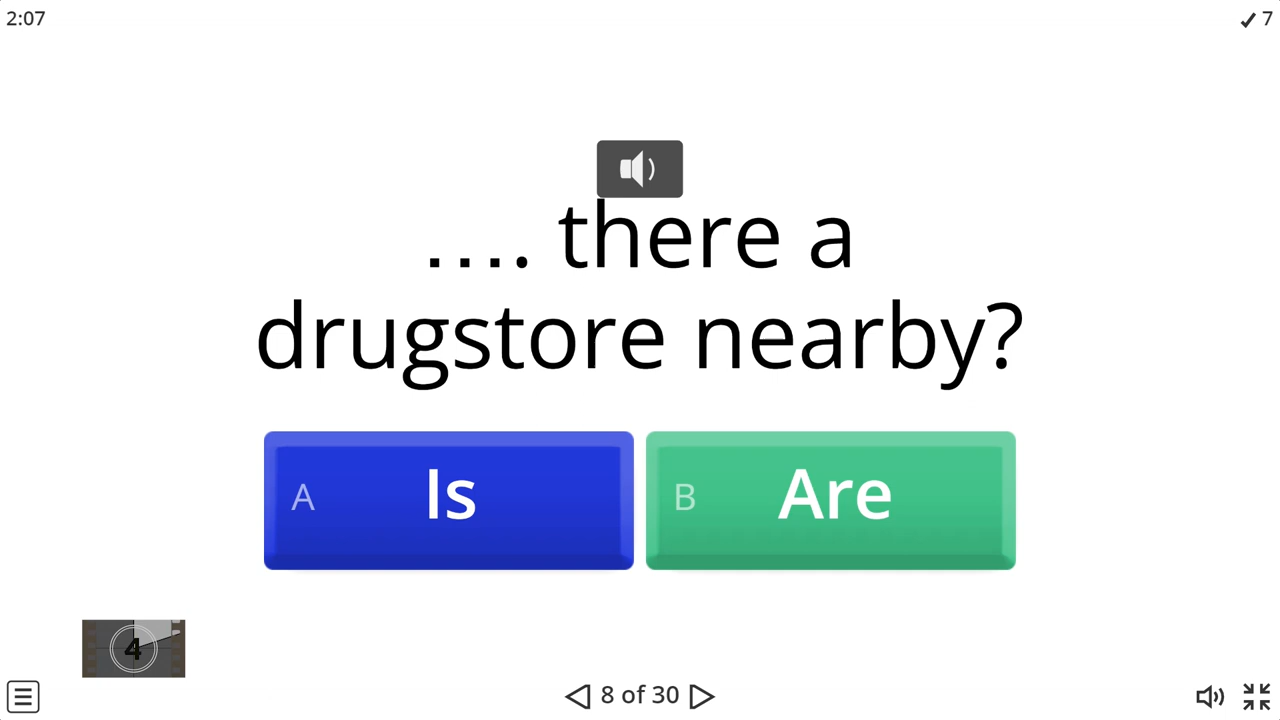 2:07
7
…. there a
drugstore nearby?
A Is
B Are
4
8 of 30